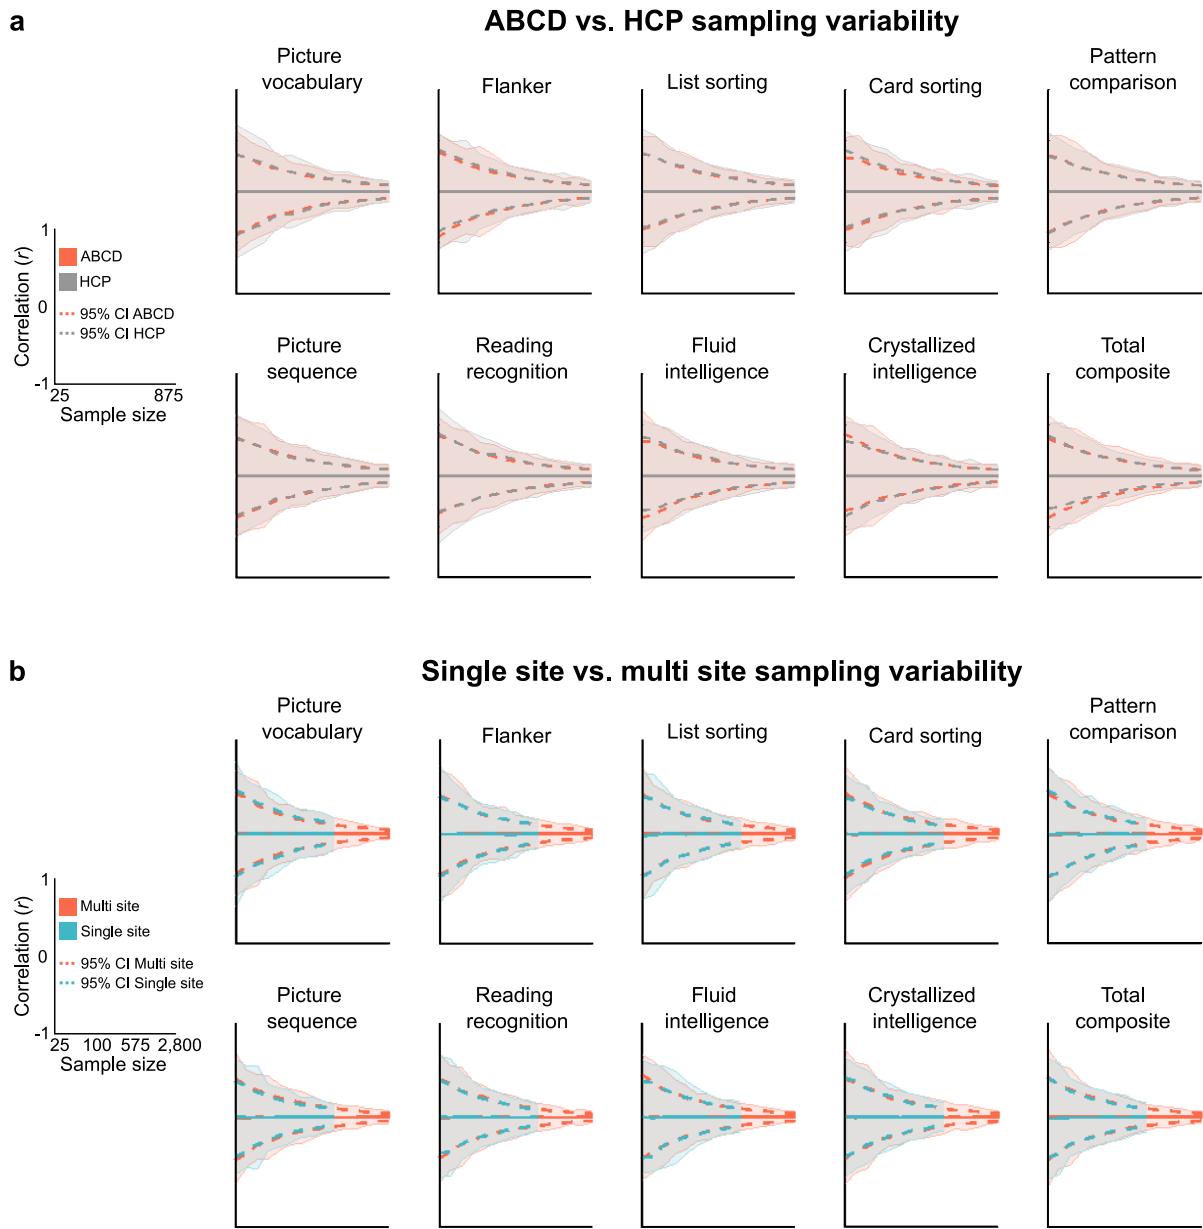 a
ABCD vs. HCP sampling variability
Picture
vocabulary
Flanker
List sorting
Card sorting
Pattern
comparison
Correlation (r)
1
0
-1
ABCD
HCP
95% CI ABCD
95% CI HCP
25
875
Sample size
Picture
sequence
Reading
recognition
Fluid
intelligence
Crystallized
intelligence
Total
composite
b
Single site vs. multi site sampling variability
Picture
vocabulary
Flanker
List sorting
Card sorting
Pattern
comparison
Correlation (r)
1
0
-1
Multi site
Single site
95% CI Multi site
95% CI Single site
25 100 575 2,800
Sample size
Picture
sequence
Reading
recognition
Fluid
intelligence
Crystallized
intelligence
Total
composite